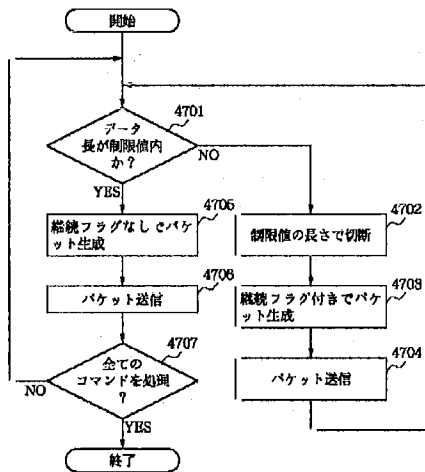 開始
4701
データ
長が制限値内
か？
NO
YES
4705
継続フラグなしでパケ
ット生成
4706
パケット送信
4707
全ての
コマンドを処理
？
NO
YES
終了
4702
制限値の長さで切断
4703
継続フラグ付きでパケ
ット生成
4704
パケット送信